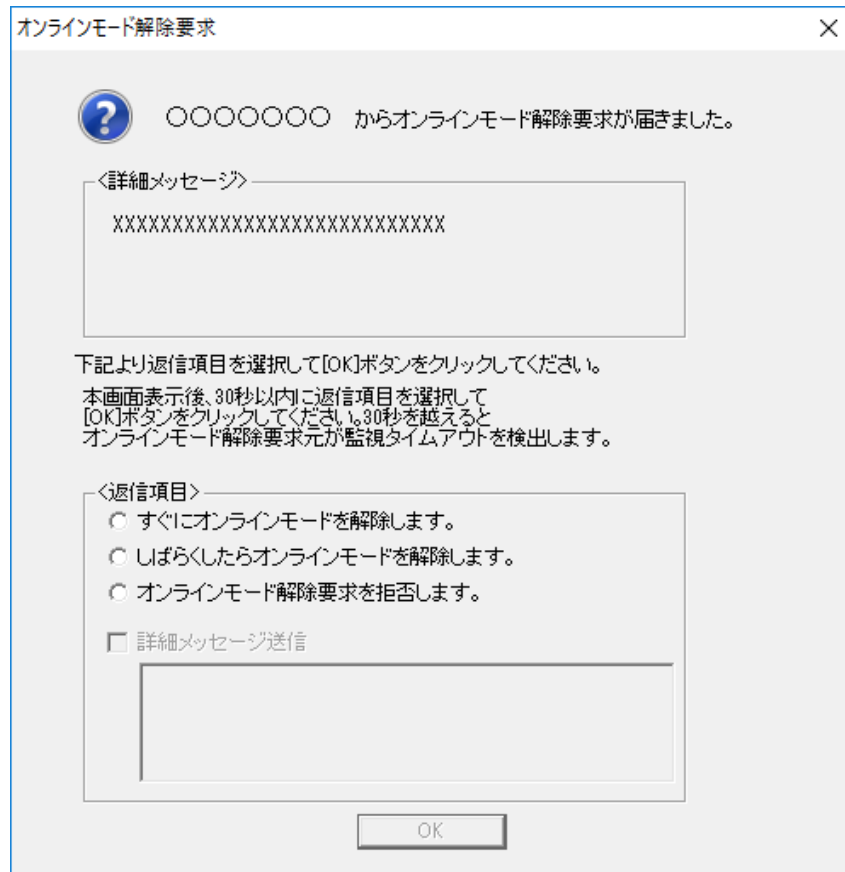 オンラインモード解除要求
○○○○○○○ からオンラインモード解除要求が届きました。
<詳細メッセージ>
XXXXXXXXXXXXXXXXXXXXXXXXXXXX
下記より返信項目を選択して[OK]ボタンをクリックしてください。
本画面表示後、30秒以内に返信項目を選択して
[OK]ボタンをクリックしてください。30秒を越えると
オンラインモード解除要求元が監視タイムアウトを検出します。
<返信項目>
すぐにオンラインモードを解除します。
しばらくしたらオンラインモードを解除します。
オンラインモード解除要求を拒否します。
詳細メッセージ送信
OK